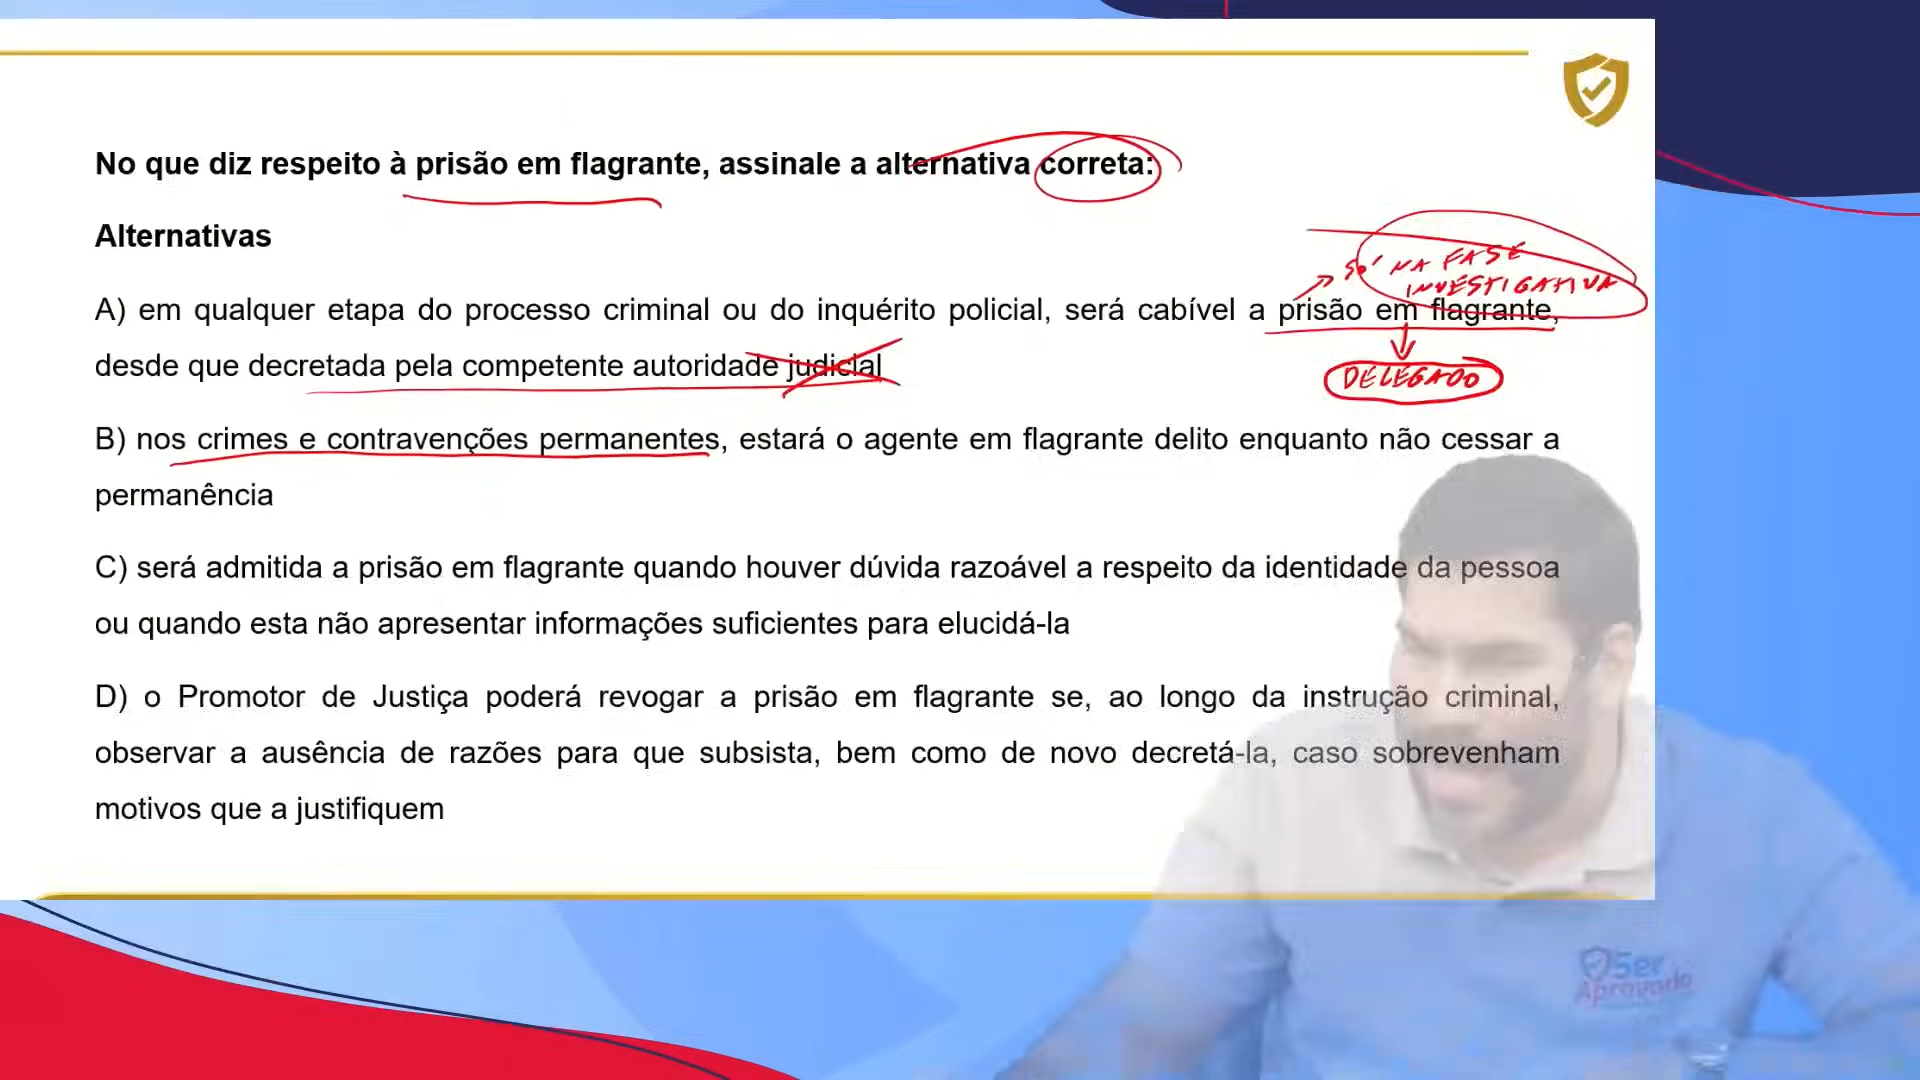 No que diz respeito à prisão em flagrante, assinale a alternativa correta:
Alternativas
→ SÓ NA FASE
INVESTIGATIVA
A) em qualquer etapa do processo criminal ou do inquérito policial, será cabível a prisão em flagrante,
desde que decretada pela competente autoridade judicial
DELEGADO
B) nos crimes e contravenções permanentes, estará o agente em flagrante delito enquanto não cessar a
permanência
C) será admitida a prisão em flagrante quando houver dúvida razoável a respeito da identidade da pessoa
ou quando esta não apresentar informações suficientes para elucidá-la
D) o Promotor de Justiça poderá revogar a prisão em flagrante se, ao longo da instrução criminal,
observar a ausência de razões para que subsista, bem como de novo decretá-la, caso sobrevenham
motivos que a justifiquem
Ser
Aprovado